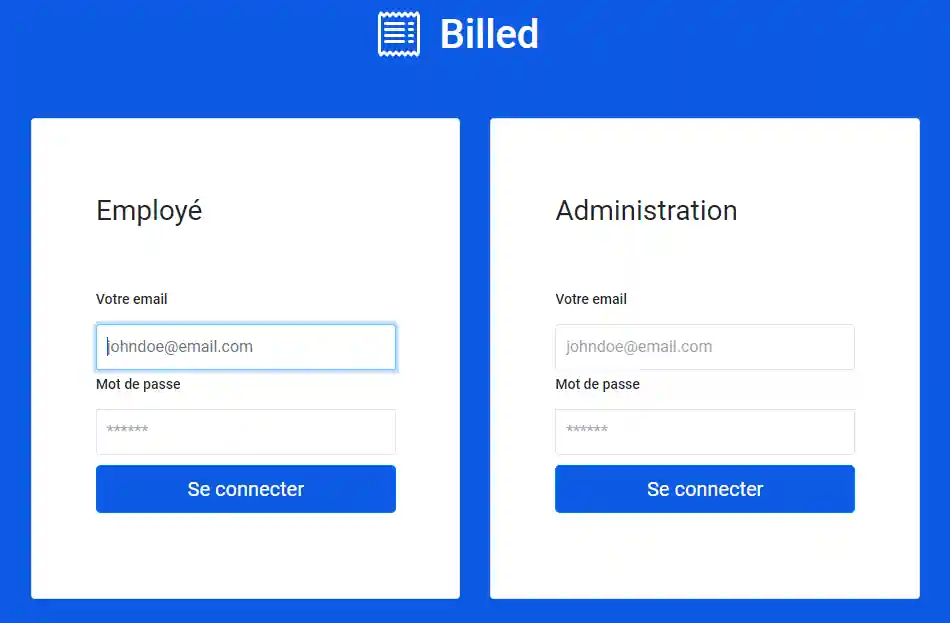 Billed
Employé
Votre email
johndoe@email.com
Mot de passe
******
Se connecter
Administration
Votre email
johndoe@email.com
Mot de passe
******
Se connecter